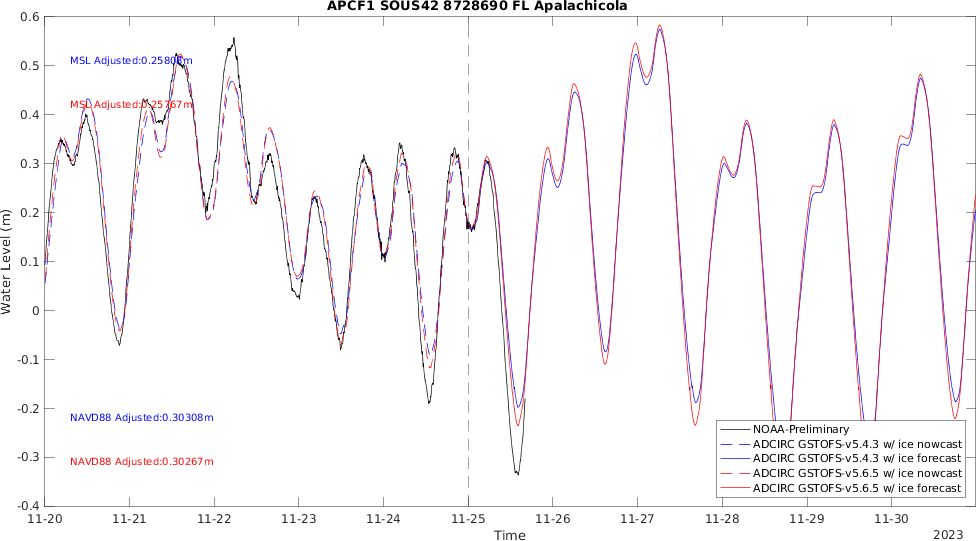 APCF1 SOUS42 8728690 FL Apalachicola
0.6
0.5
0.4
0.3
0.2
0.1
0
-0.1
-0.2
-0.3
-0.4
Water Level (m)
MSL Adjusted:0.25808m
MSL Adjusted:0.25767m
NAVD88 Adjusted:0.30308m
NAVD88 Adjusted:0.30267m
NOAA-Preliminary
ADCIRC GSTOFS-v5.4.3 w/ ice nowcast
ADCIRC GSTOFS-v5.4.3 w/ ice forecast
ADCIRC GSTOFS-v5.6.5 w/ ice nowcast
ADCIRC GSTOFS-v5.6.5 w/ ice forecast
11-20 11-21 11-22 11-23 11-24 11-25 11-26 11-27 11-28 11-29 11-30
Time
2023